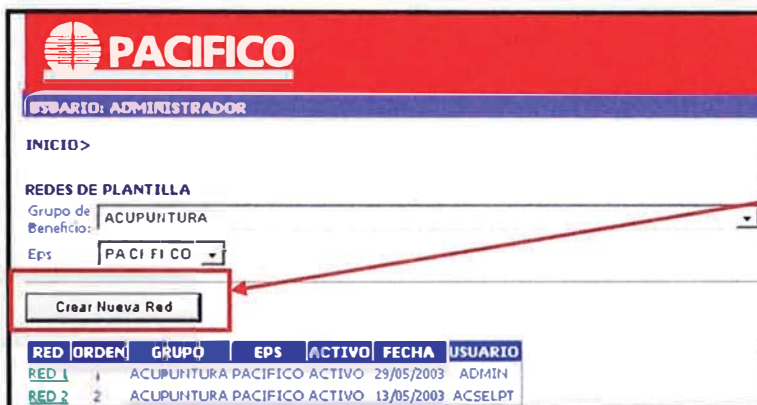 PACIFICO
USUARIO: ADMINISTRADOR
INICIO>
REDES DE PLANTILLA
Grupo de Beneficio: ACUPUNTURA
Eps PACIFICO
Crear Nueva Red
RED ORDEN GRUPO EPS ACTIVO FECHA USUARIO
RED 1 1 ACUPUNTURA PACIFICO ACTIVO 29/05/2003 ADMIN
RED 2 2 ACUPUNTURA PACIFICO ACTIVO 13/05/2003 ACSELPT